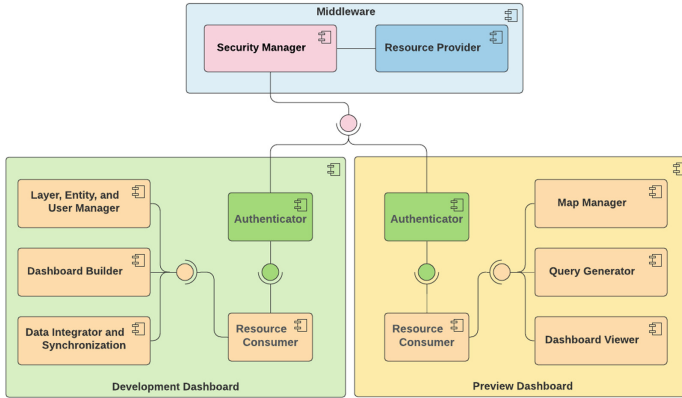 Middleware
Security Manager
Resource Provider
Layer, Entity, and
User Manager
Dashboard Builder
Data Integrator and
Synchronization
Authenticator
Resource
Consumer
Development Dashboard
Authenticator
Resource
Consumer
Map Manager
Query Generator
Dashboard Viewer
Preview Dashboard